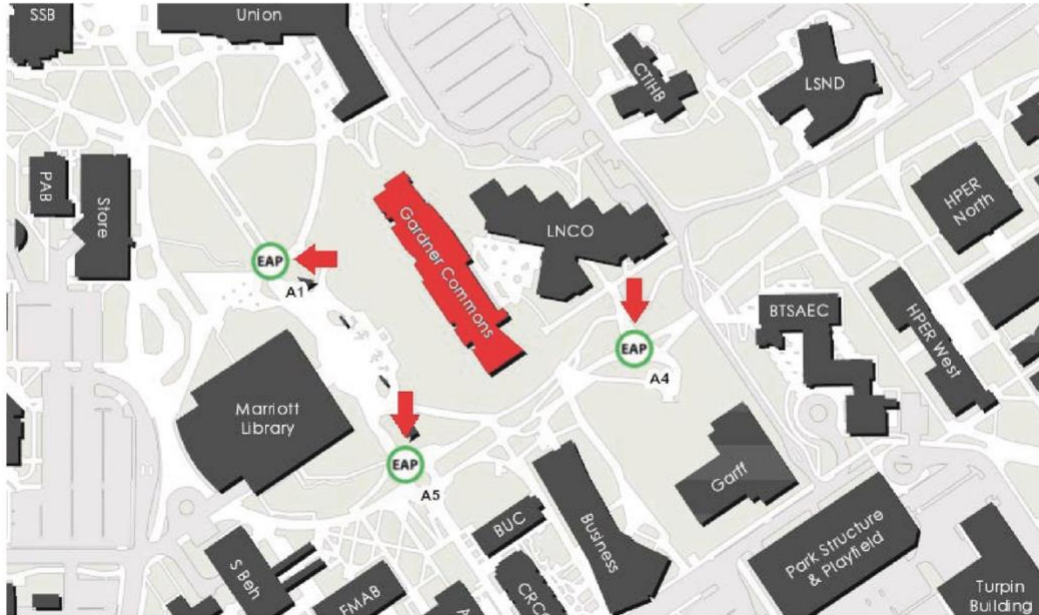 SSB
Union
CTIHB
LSND
PAB
Store
HPER
North
Gardner Commons
LNCO
EAP
A1
BTSAEC
HPER West
EAP
A4
Marriott
Library
EAP
A5
Garff
BUC
Business
S Beh
FMAB
Park Structure
& Playfield
Turpin
Building